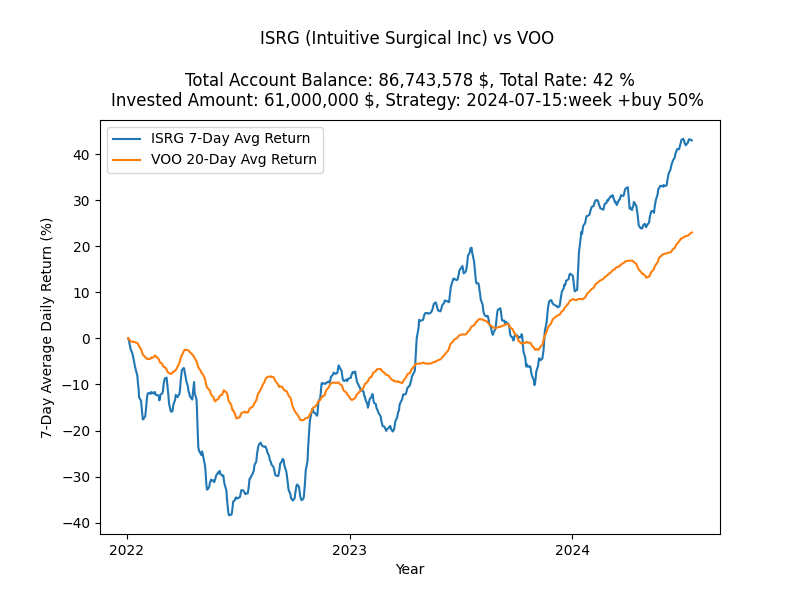 ISRG (Intuitive Surgical Inc) vs VOO
Total Account Balance: 86,743,578 $, Total Rate: 42 %
Invested Amount: 61,000,000 $, Strategy: 2024-07-15:week +buy 50%
ISRG 7-Day Avg Return
VOO 20-Day Avg Return
7-Day Average Daily Return (%)
40
30
20
10
0
−10
−20
−30
−40
2022
2023
2024
Year